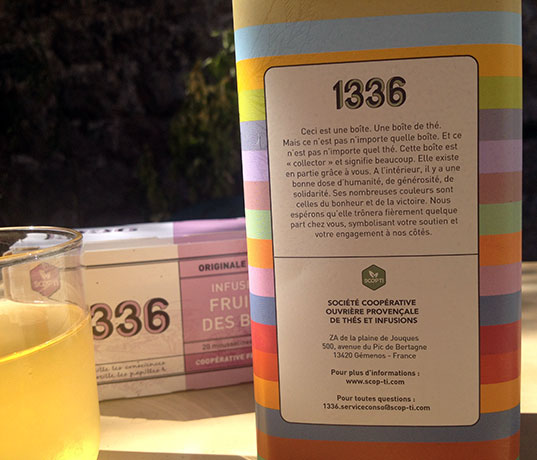 1336
Ceci est une boîte. Une boîte de thé.
Mais ce n'est pas n'importe quelle boîte. Et ce
n'est pas n'importe quel thé. Cette boîte est
« collector » et signifie beaucoup. Elle existe
en partie grâce à vous. A l'intérieur, il y a une
bonne dose d'humanité, de générosité, de
solidarité. Ses nombreuses couleurs sont
celles du bonheur et de la victoire. Nous
espérons qu'elle trônera fièrement quelque
part chez vous, symbolisant votre soutien et
votre engagement à nos côtés.
SCOP·TI
SOCIÉTÉ COOPÉRATIVE
OUVRIÈRE PROVENÇALE
DE THÉS ET INFUSIONS
ZA de la plaine de Jouques
500, avenue du Pic de Bertagne
13420 Gémenos - France
Pour plus d'informations :
www.scop-ti.com
Pour toutes questions :
1336.serviceconso@scop-ti.com
1336
SCOP·TI
ORIGINALE
INFUS
FRUI
DES B
336
20 mousselines
COOPÉRATIVE